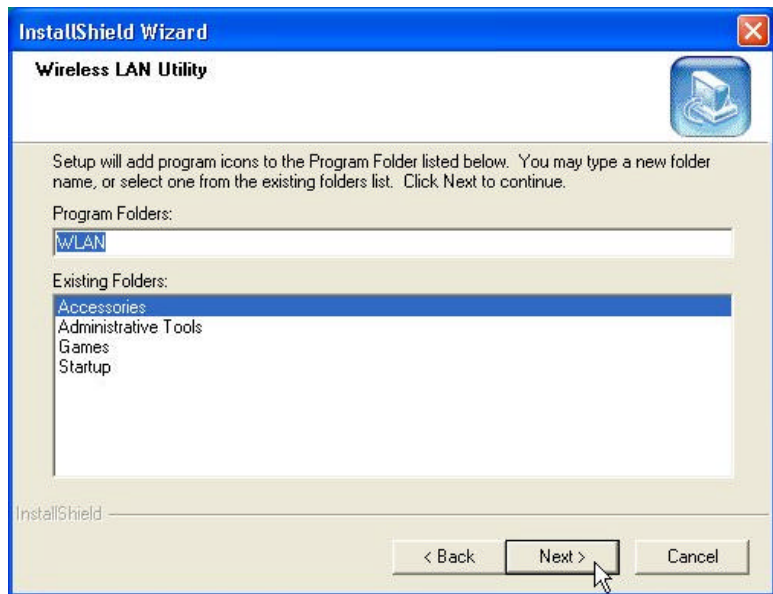 InstallShield Wizard
Wireless LAN Utility
Setup will add program icons to the Program Folder listed below. You may type a new folder
name, or select one from the existing folders list. Click Next to continue.
Program Folders:
WLAN
Existing Folders:
Accessories
Administrative Tools
Games
Startup
InstallShield
< Back Next > Cancel